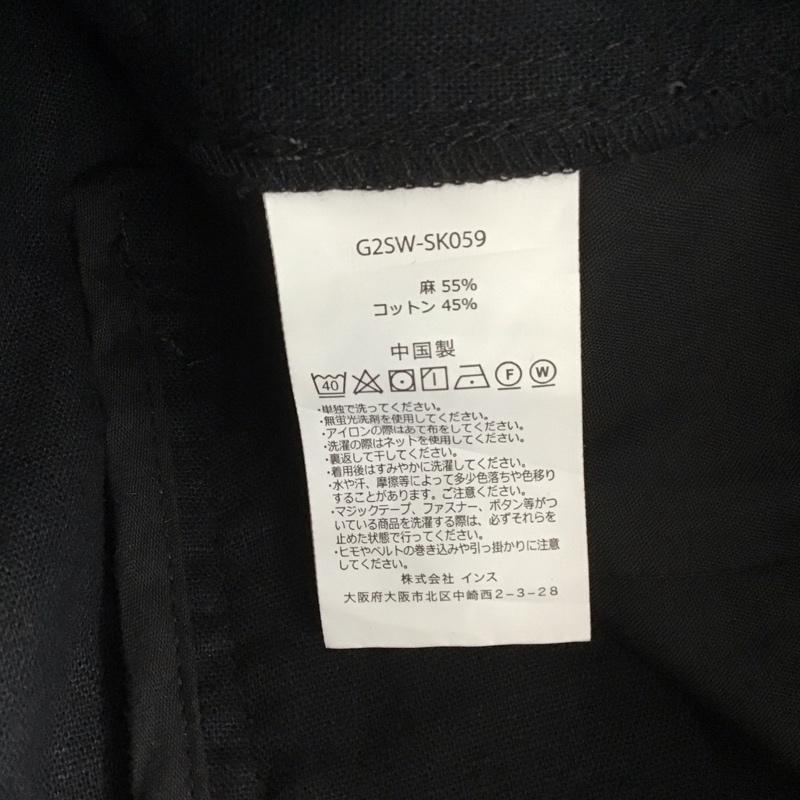 G2SW-SK059
麻 55%
コットン 45%
中国製
40 F W
・単独で洗ってください。
・無蛍光洗剤を使用してください。
・アイロンの際はあて布をしてください。
・洗濯の際はネットを使用してください。
・裏返して干してください。
・着用後はすみやかに洗濯してください。
・水や汗、摩擦等によって多少色落ちや色移り
することがあります。ご注意ください。
・マジックテープ、ファスナー、ボタン等がつ
いている商品を洗濯する際は、必ずそれらを
止めた状態で行ってください。
・ヒモやベルトの巻き込みや引っ掛かりに注意
してください。
株式会社 インス
大阪府大阪市北区中崎西2-3-28